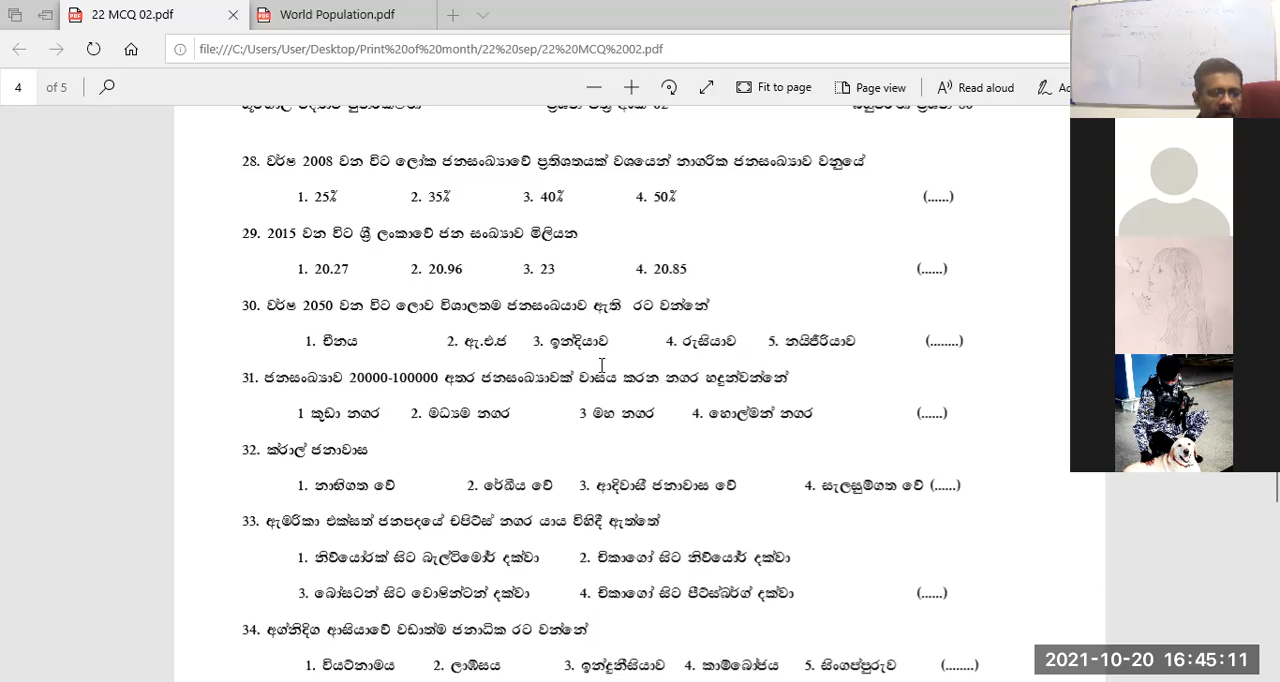 22 MCQ 02.pdf
World Population.pdf
file:///C:/Users/User/Desktop/Print%20of%20month/22%20sep/22%20MCQ%2002.pdf
4 of 5
Fit to page
Page view
Read aloud
28. වර්ෂ 2008 වන විට ලෝක ජනසංඛ්‍යාවේ ප්‍රතිශතයක් වශයෙන් නාගරික ජනසංඛ්‍යාව වනුයේ
1. 25% 2. 35% 3. 40% 4. 50% (......)
29. 2015 වන විට ශ්‍රී ලංකාවේ ජන සංඛ්‍යාව මිලියන
1. 20.27 2. 20.96 3. 23 4. 20.85 (......)
30. වර්ෂ 2050 වන විට ලොව විශාලතම ජනසංඛයාව ඇති රට වන්නේ
1. චීනය 2. ඇ.එ.ජ 3. ඉන්දියාව 4. රුසියාව 5. නයිජීරියාව (........)
31. ජනසංඛ්‍යාව 20000-100000 අතර ජනසංඛ්‍යාවක් වාසය කරන නගර හඳුන්වන්නේ
1 කුඩා නගර 2. මධ්‍යම නගර 3 මහ නගර 4. හොල්මන් නගර (......)
32. ක්රාල් ජනාවාස
1. නාභිගත වේ 2. රේඛීය වේ 3. ආදිවාසී ජනාවාස වේ 4. සැලසුම්ගත වේ (......)
33. ඇමරිකා එක්සත් ජනපදයේ චපිට්ස් නගර යාය විහිදී ඇත්තේ
1. නිව්යෝරක් සිට බැල්ටිමෝර් දක්වා 2. චිකාගෝ සිට නිව්යෝර් දක්වා
3. බෝසටන් සිට වොෂින්ටන් දක්වා 4. චිකාගෝ සිට පීට්ස්බර්ග් දක්වා (......)
34. අග්නිදිග ආසියාවේ වඩාත්ම ජනාධික රට වන්නේ
1. වියට්නාමය 2. ලාඕසය 3. ඉන්දුනීසියාව 4. කාම්බෝජය 5. සිංගප්පුරුව (........)
2021-10-20 16:45:11